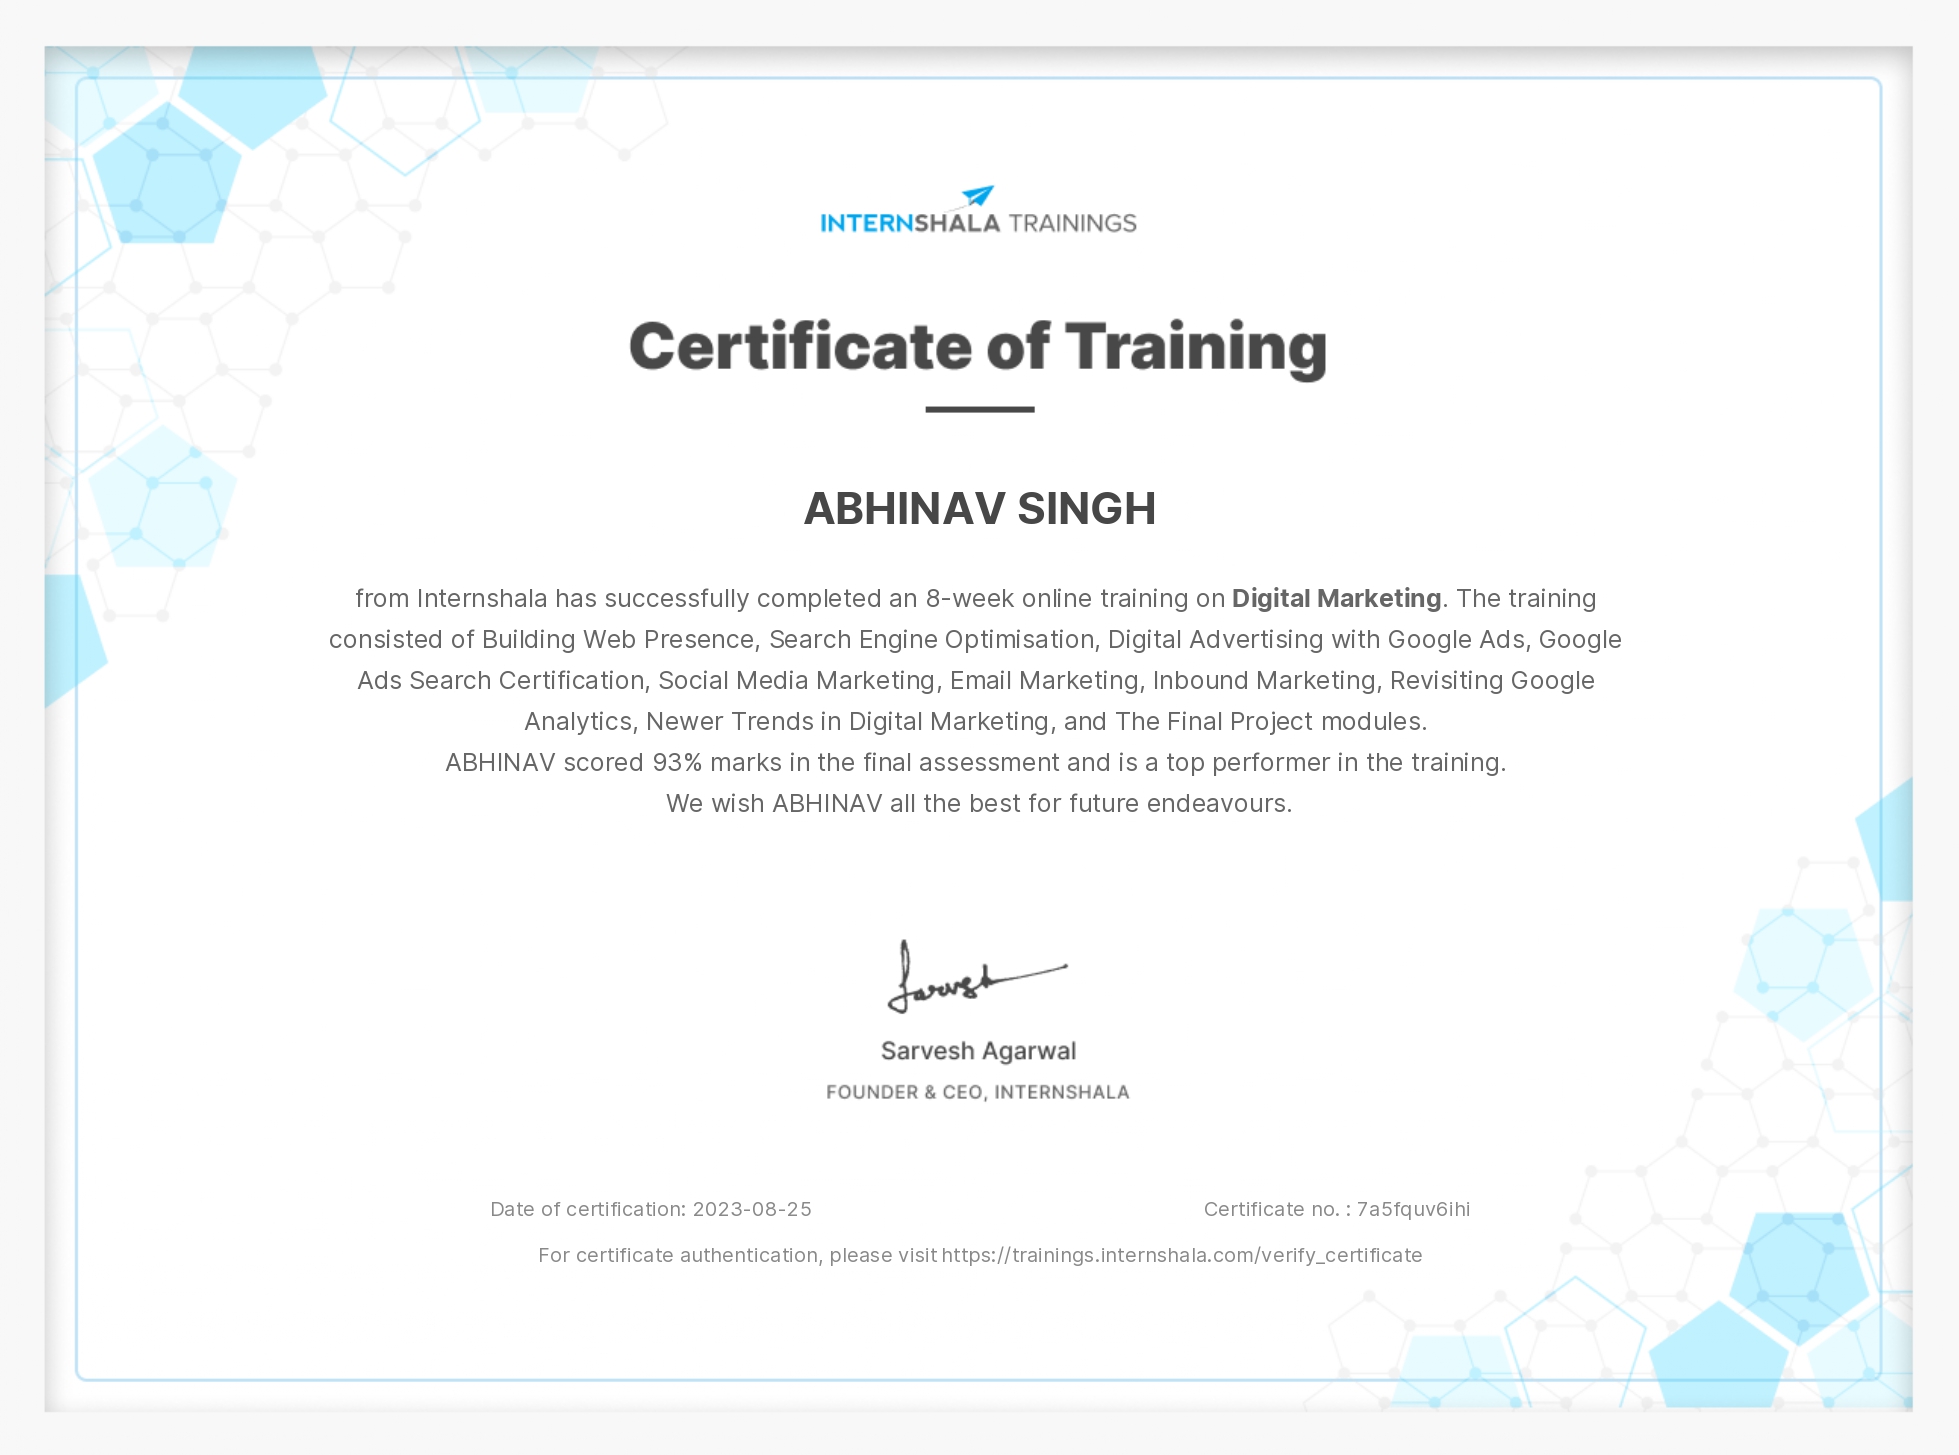 INTERNSHALA TRAININGS
Certificate of Training
ABHINAV SINGH
from Internshala has successfully completed an 8-week online training on Digital Marketing. The training
consisted of Building Web Presence, Search Engine Optimisation, Digital Advertising with Google Ads, Google
Ads Search Certification, Social Media Marketing, Email Marketing, Inbound Marketing, Revisiting Google
Analytics, Newer Trends in Digital Marketing, and The Final Project modules.
ABHINAV scored 93% marks in the final assessment and is a top performer in the training.
We wish ABHINAV all the best for future endeavours.
Sarvesh
Sarvesh Agarwal
FOUNDER & CEO, INTERNSHALA
Date of certification: 2023-08-25 Certificate no. : 7a5fquv6ihi
For certificate authentication, please visit https://trainings.internshala.com/verify_certificate